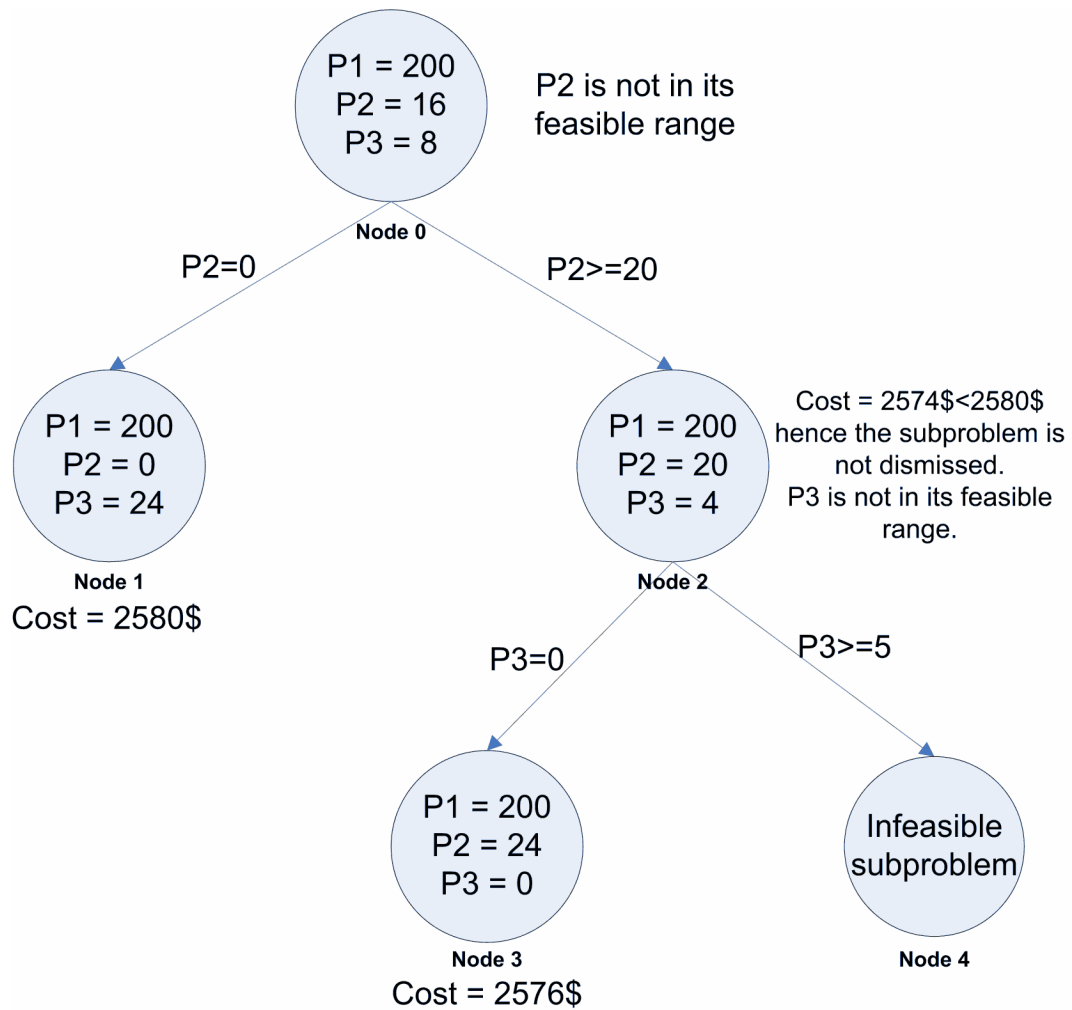 P1 = 200
P2 = 16
P3 = 8
P2 is not in its
feasible range
Node 0
P2=0
P2>=20
P1 = 200
P2 = 0
P3 = 24
Node 1
Cost = 2580$
P1 = 200
P2 = 20
P3 = 4
Node 2
Cost = 2574$<2580$
hence the subproblem is
not dismissed.
P3 is not in its feasible
range.
P3=0
P3>=5
P1 = 200
P2 = 24
P3 = 0
Node 3
Cost = 2576$
Infeasible
subproblem
Node 4